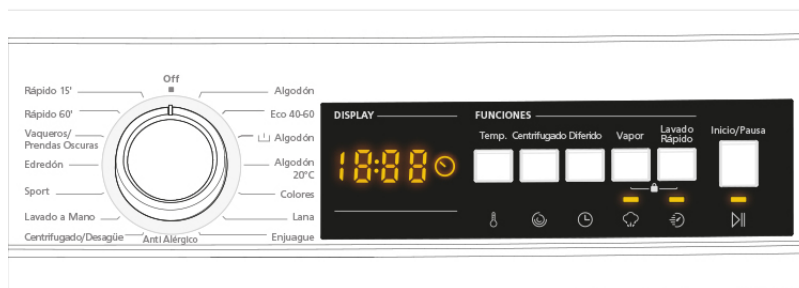 Off
Rápido 15'
Rápido 60'
Vaqueros/
Prendas Oscuras
Edredón
Sport
Lavado a Mano
Centrifugado/Desagüe
Anti Alérgico
Algodón
Eco 40-60
Algodón
Algodón
20°C
Colores
Lana
Enjuague
DISPLAY
18:88
FUNCIONES
Temp. Centrifugado Diferido Vapor Lavado
Rápido
Inicio/Pausa